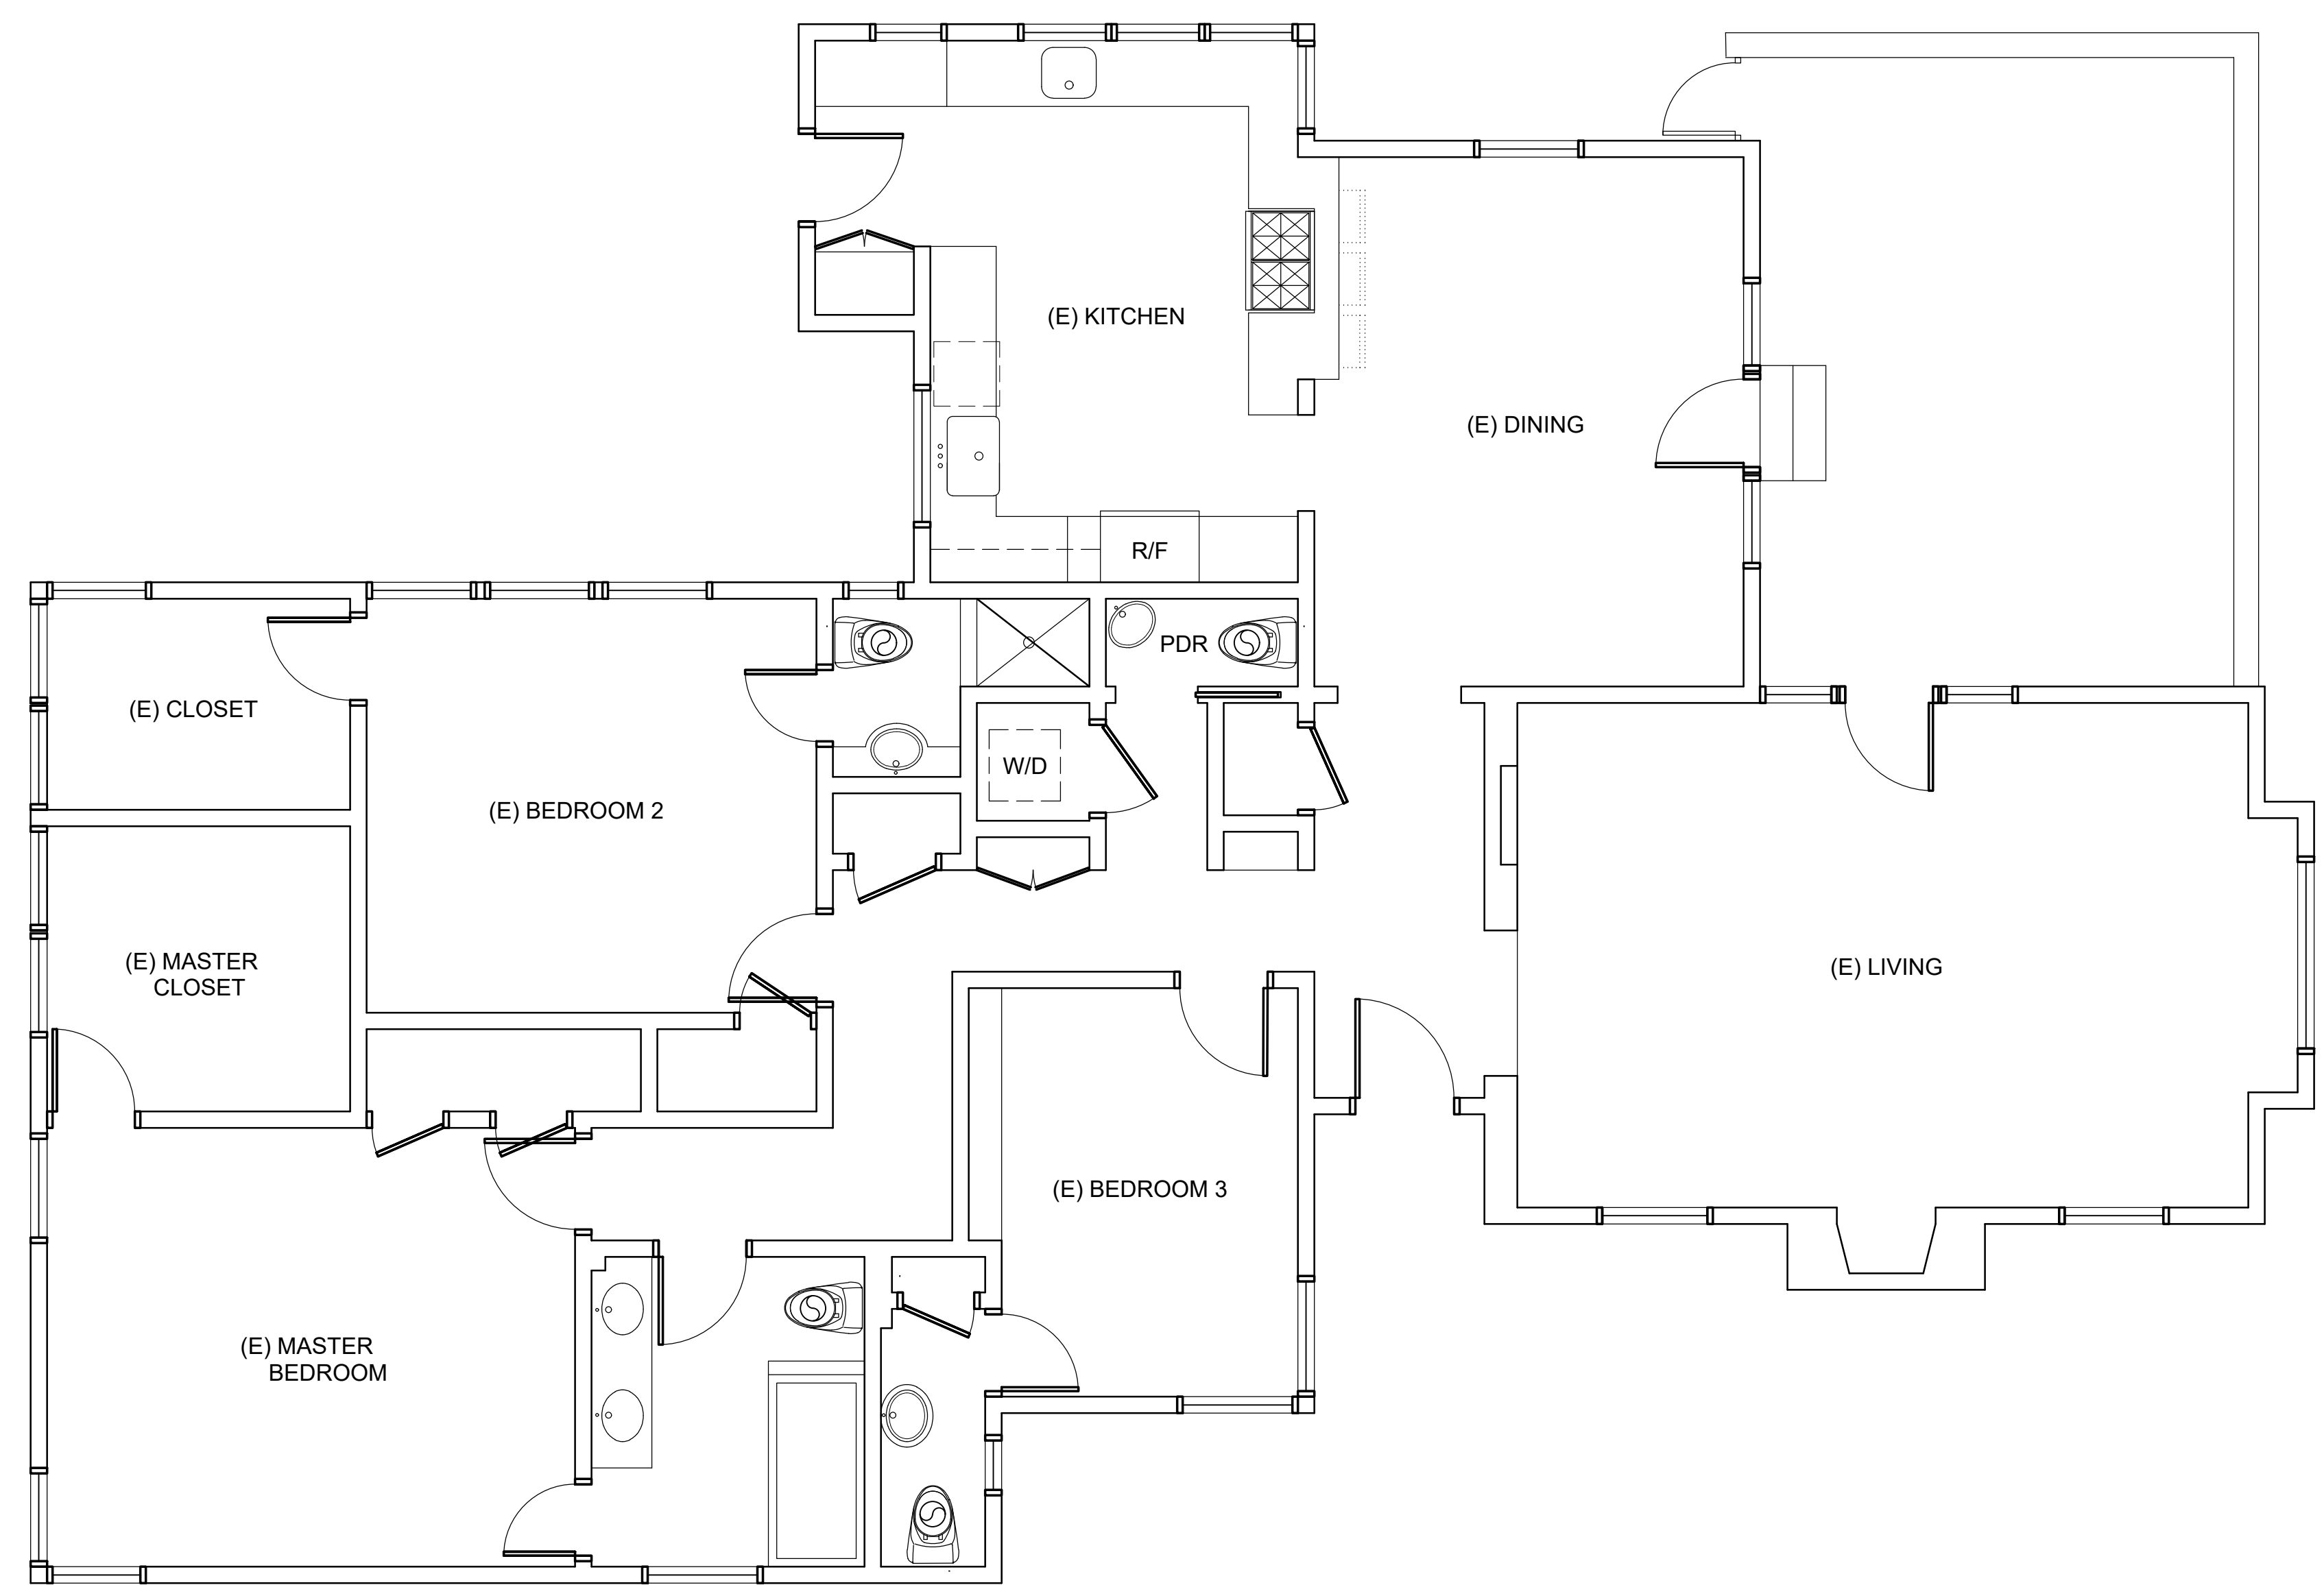 (E) KITCHEN
(E) DINING
R/F
PDR
(E) CLOSET
W/D
(E) BEDROOM 2
(E) MASTER
CLOSET
(E) LIVING
(E) BEDROOM 3
(E) MASTER
BEDROOM